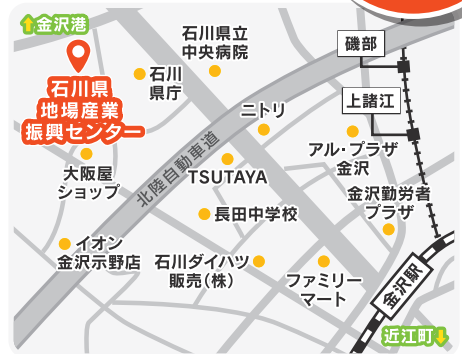 ⬆金沢港
石川県
地場産業
振興センター
石川県立
中央病院
石川
県庁
磯部
上諸江
ニトリ
アル・プラザ
金沢
大阪屋
ショップ
北陸自動車道
TSUTAYA
金沢勤労者
プラザ
長田中学校
イオン
金沢示野店
石川ダイハツ
販売(株)
ファミリー
マート
金沢駅
近江町⬇